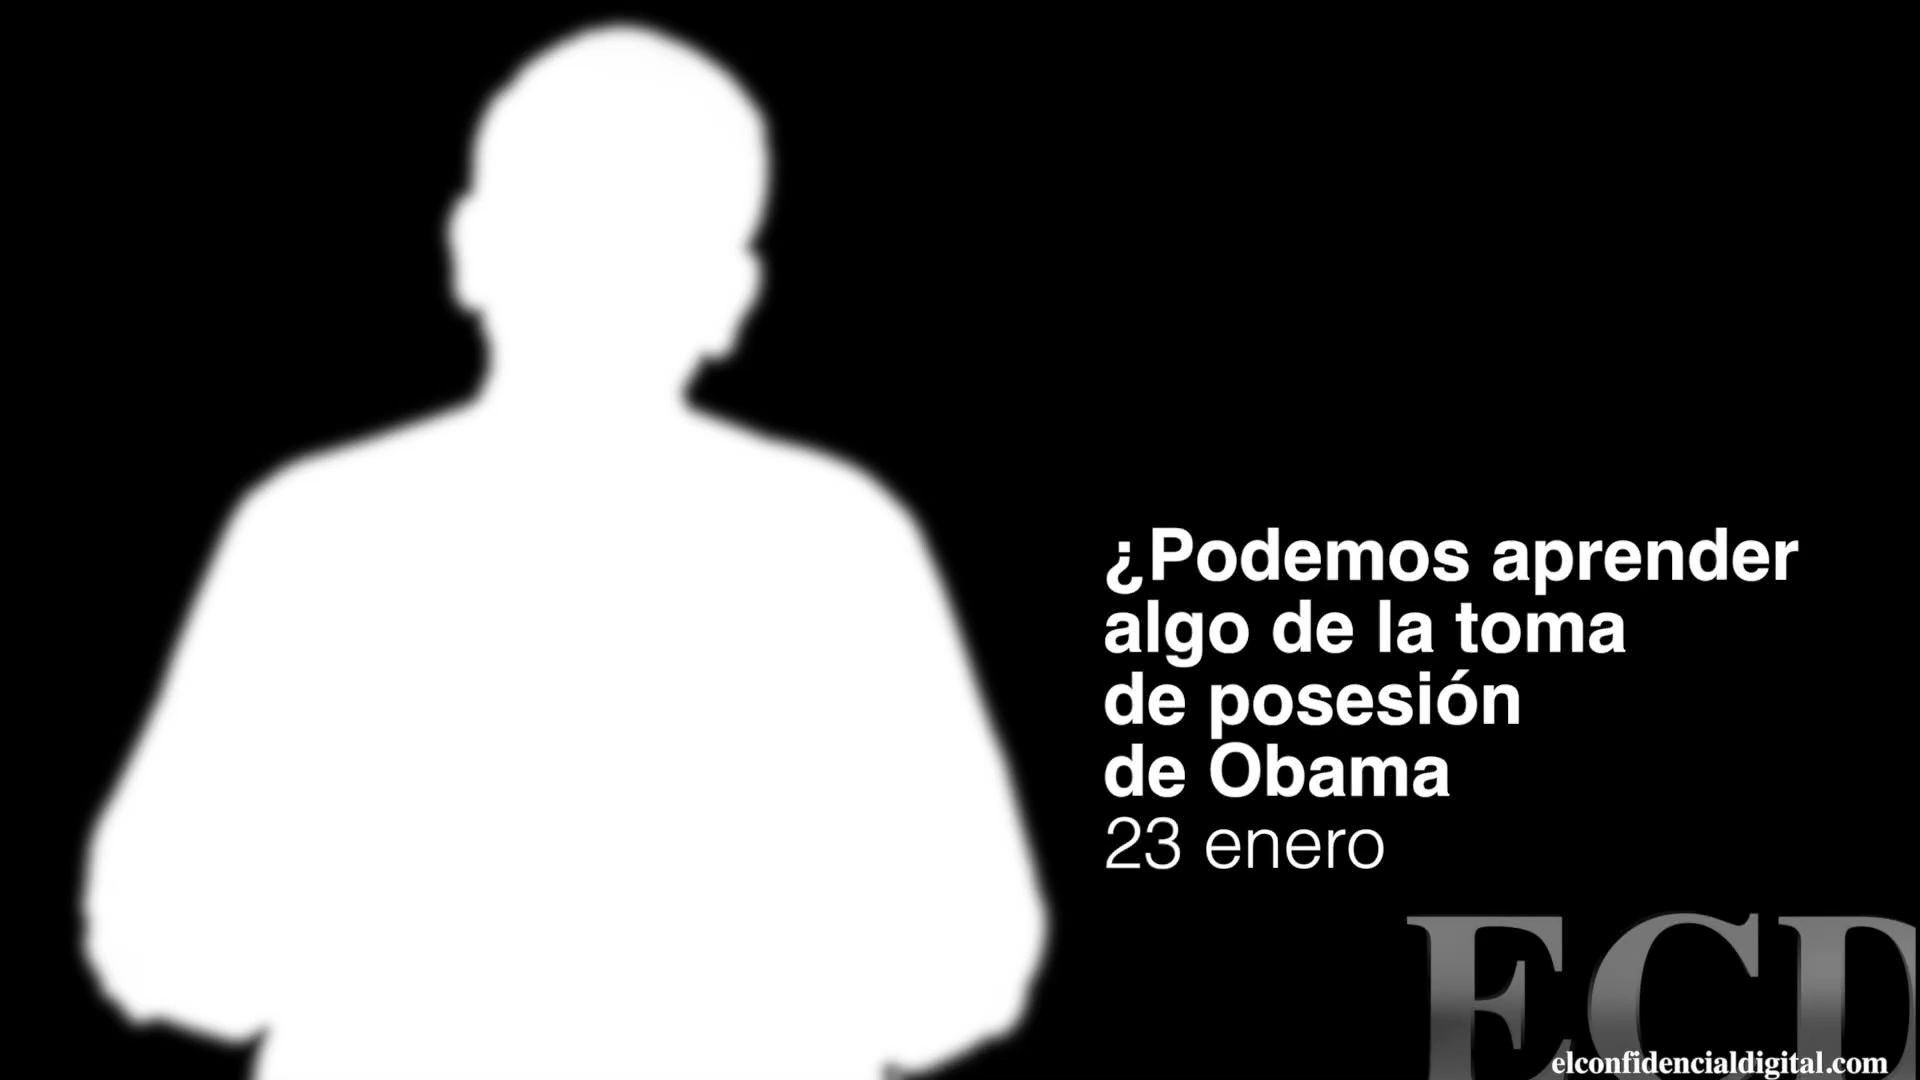 ¿Podemos aprender
algo de la toma
de posesión
de Obama
23 enero
ECD
elconfidencialdigital.com